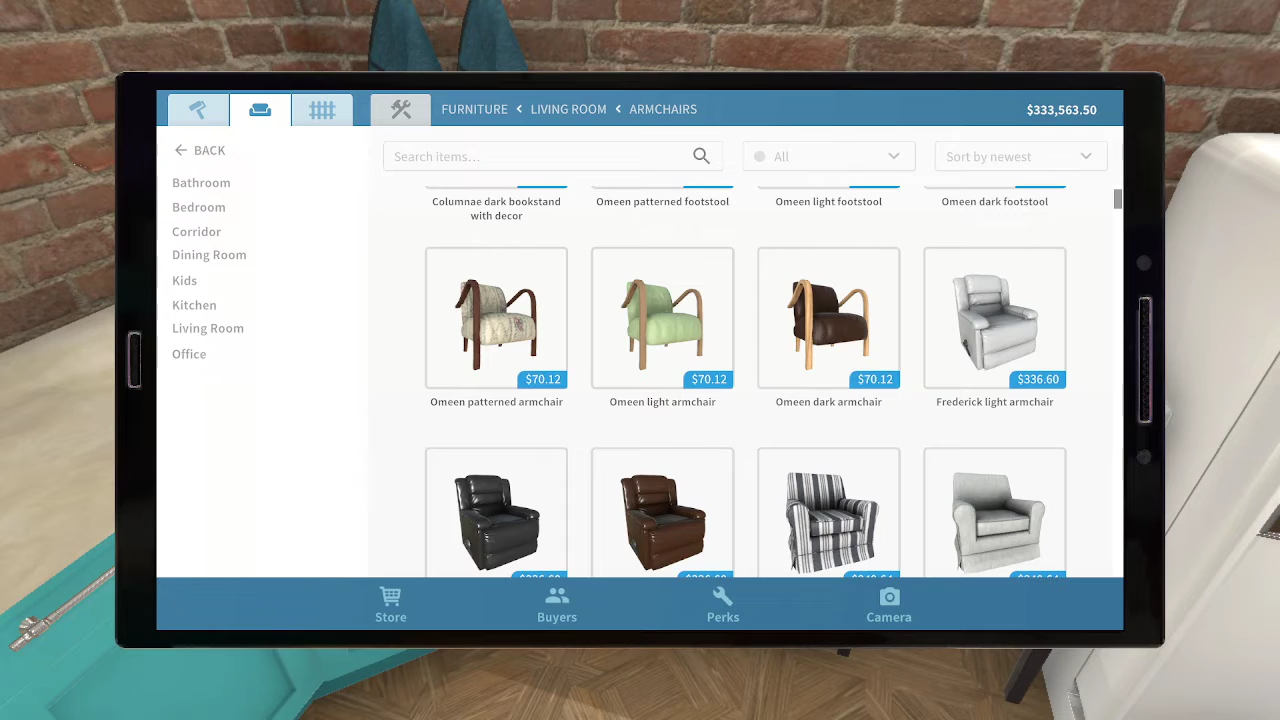 FURNITURE < LIVING ROOM < ARMCHAIRS
$333,563.50
BACK
Search items...
All
Sort by newest
Bathroom
Bedroom
Corridor
Dining Room
Kids
Kitchen
Living Room
Office
Columnae dark bookstand
with decor
Omeen patterned footstool
Omeen light footstool
Omeen dark footstool
$70.12
$70.12
$70.12
$336.60
Omeen patterned armchair
Omeen light armchair
Omeen dark armchair
Frederick light armchair
Store
Buyers
Perks
Camera